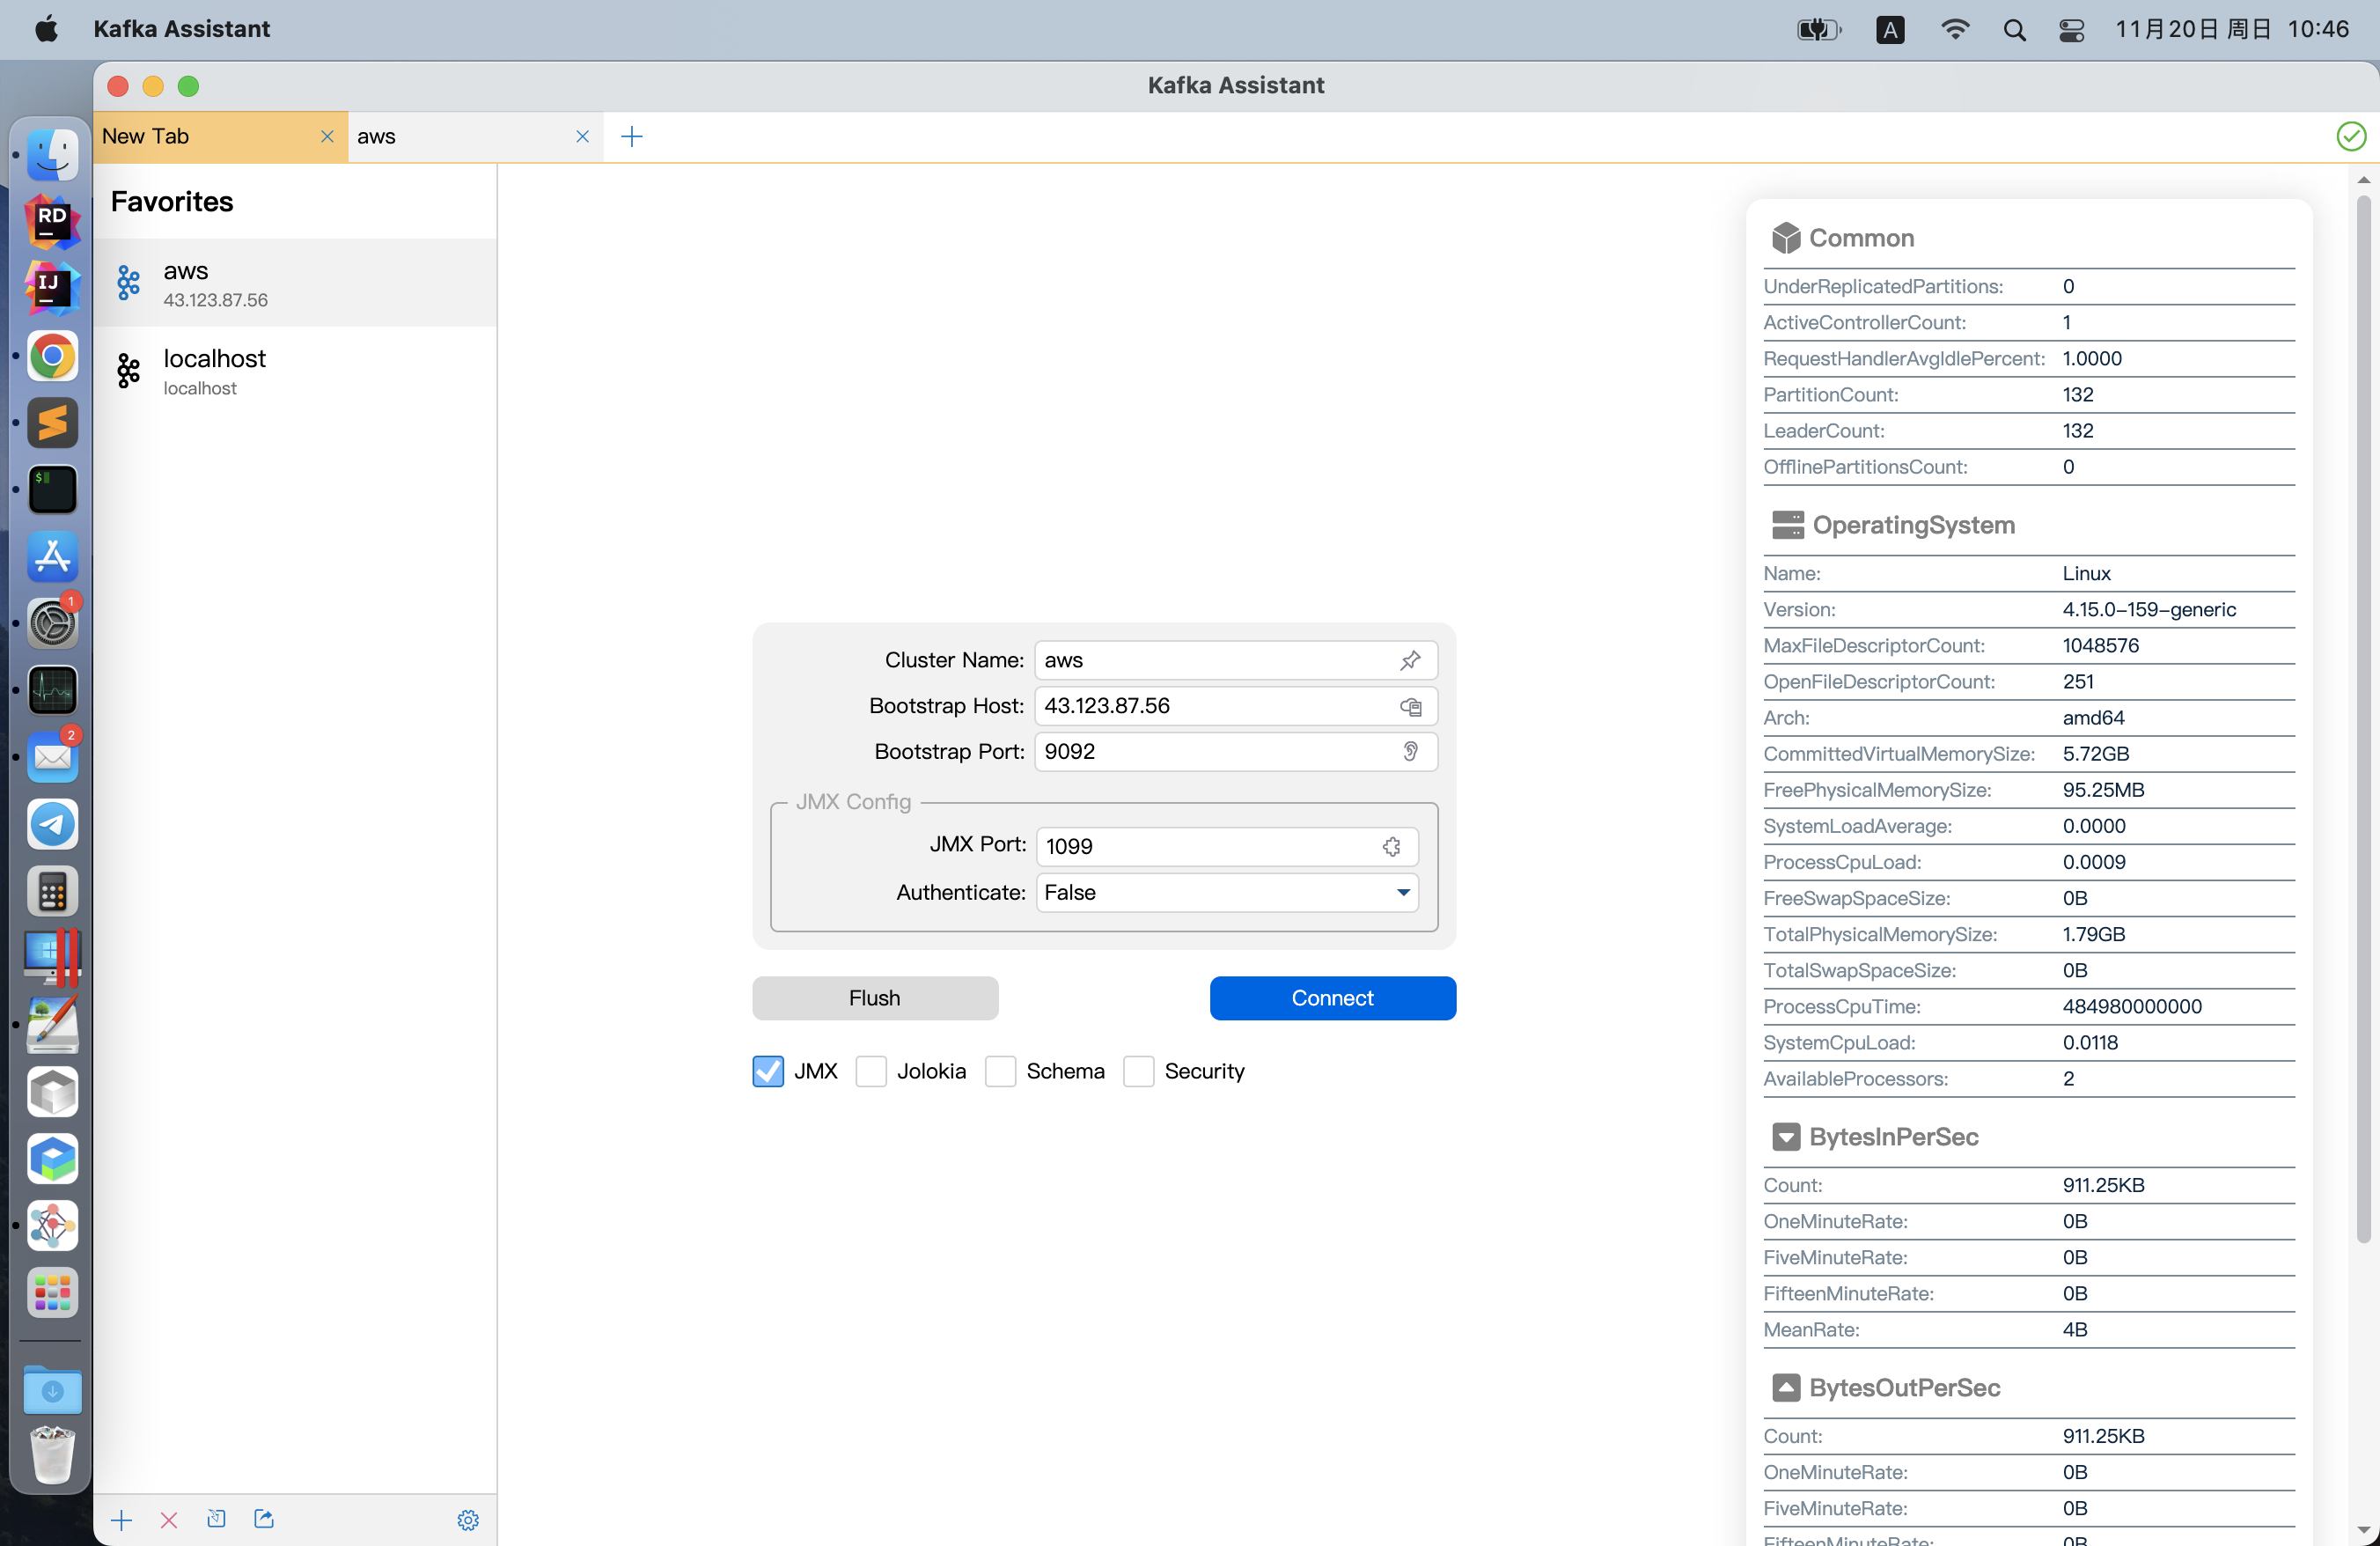 Kafka Assistant
A
11月20日 周日 10:46
Kafka Assistant
New Tab
aws
Favorites
aws
43.123.87.56
localhost
localhost
RD
IJ
$
1
2
Cluster Name: aws
Bootstrap Host: 43.123.87.56
Bootstrap Port: 9092
JMX Config
JMX Port: 1099
Authenticate: False
Flush
Connect
JMX
Jolokia
Schema
Security
Common
UnderReplicatedPartitions: 0
ActiveControllerCount: 1
RequestHandlerAvgIdlePercent: 1.0000
PartitionCount: 132
LeaderCount: 132
OfflinePartitionsCount: 0
OperatingSystem
Name: Linux
Version: 4.15.0-159-generic
MaxFileDescriptorCount: 1048576
OpenFileDescriptorCount: 251
Arch: amd64
CommittedVirtualMemorySize: 5.72GB
FreePhysicalMemorySize: 95.25MB
SystemLoadAverage: 0.0000
ProcessCpuLoad: 0.0009
FreeSwapSpaceSize: 0B
TotalPhysicalMemorySize: 1.79GB
TotalSwapSpaceSize: 0B
ProcessCpuTime: 484980000000
SystemCpuLoad: 0.0118
AvailableProcessors: 2
BytesInPerSec
Count: 911.25KB
OneMinuteRate: 0B
FiveMinuteRate: 0B
FifteenMinuteRate: 0B
MeanRate: 4B
BytesOutPerSec
Count: 911.25KB
OneMinuteRate: 0B
FiveMinuteRate: 0B
FifteenMinuteRate: 0B